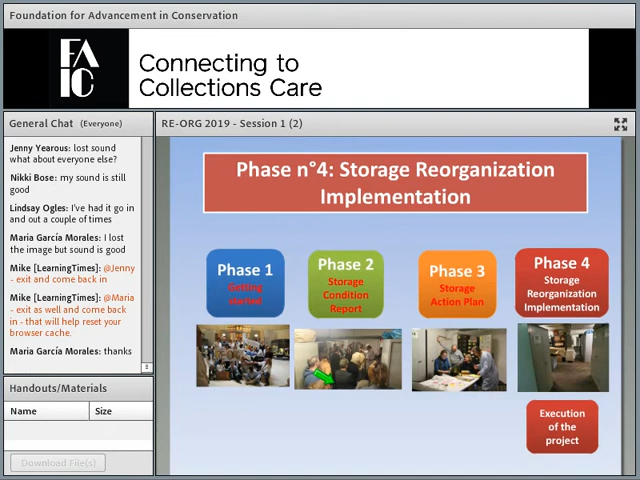 Foundation for Advancement in Conservation
FA
IC
Connecting to
Collections Care
General Chat (Everyone)
Jenny Yearous: lost sound
what about everyone else?
Nikki Bose: my sound is still
good
Lindsay Ogles: I've had it go in
and out a couple of times
Maria García Morales: I lost
the image but sound is good
Mike [LearningTimes]: @Jenny
- exit and come back in
Mike [LearningTimes]: @Maria
- exit as well and come back
in - that will help reset your
browser cache.
Maria García Morales: thanks
Handouts/Materials
Name Size
Download File(s)
RE-ORG 2019 - Session 1 (2)
Phase n°4: Storage Reorganization
Implementation
Phase 1
Getting
started
Phase 2
Storage
Condition
Report
Phase 3
Storage
Action Plan
Phase 4
Storage
Reorganization
Implementation
Execution
of the
project